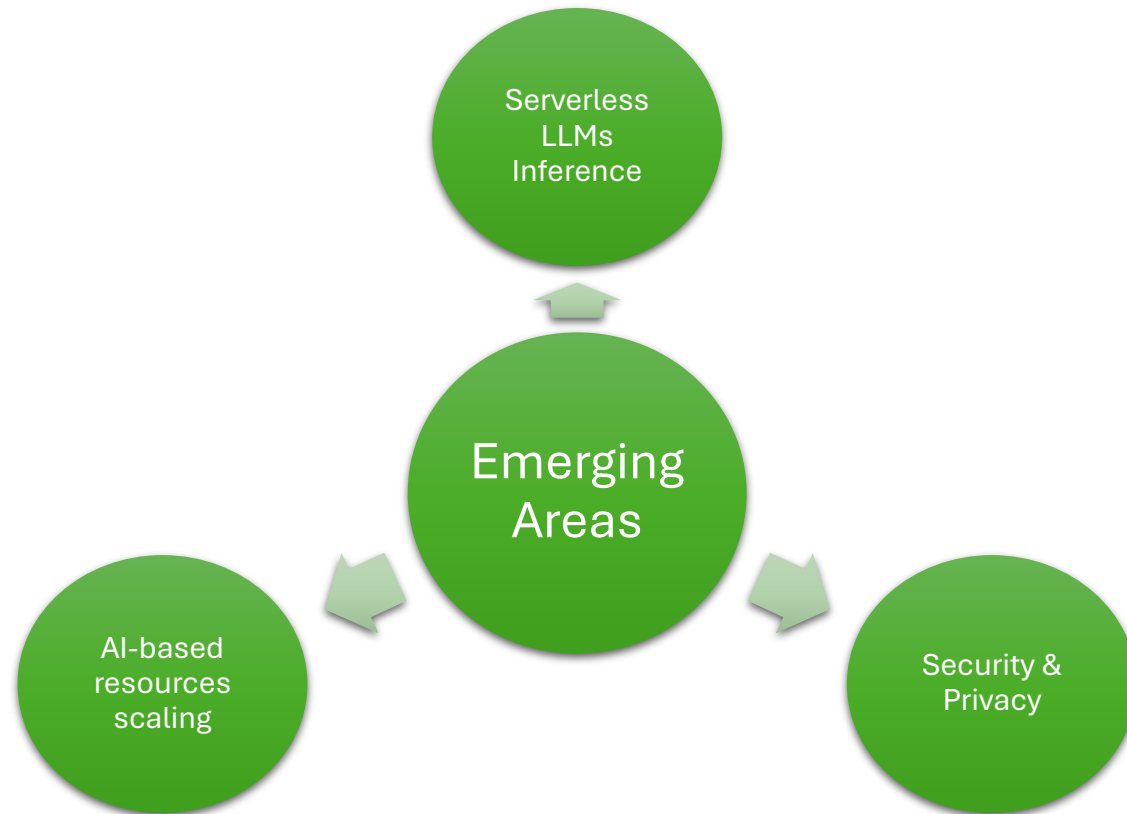 Serverless
LLMs
Inference
Emerging
Areas
AI-based
resources
scaling
Security &
Privacy